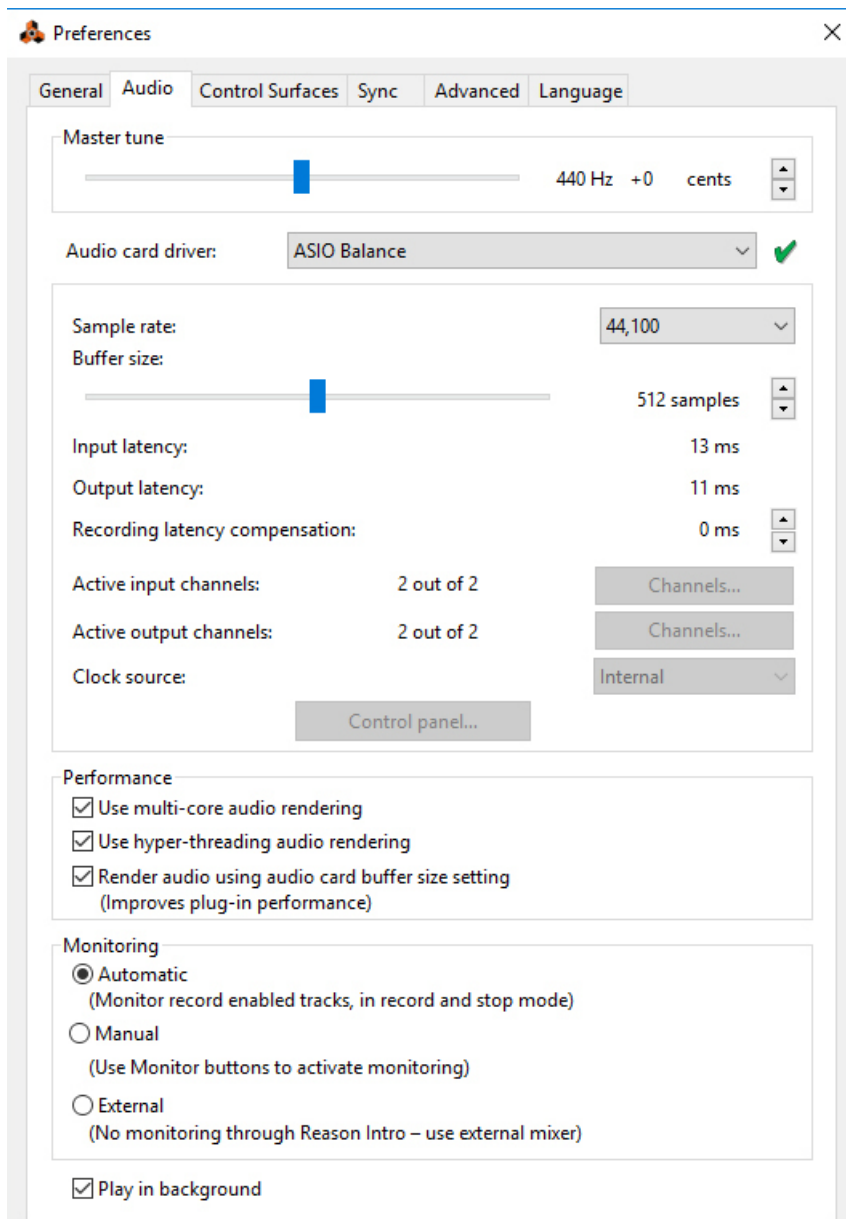 Preferences
General Audio Control Surfaces Sync Advanced Language
Master tune
440 Hz +0 cents
Audio card driver: ASIO Balance
Sample rate: 44,100
Buffer size:
512 samples
Input latency: 13 ms
Output latency: 11 ms
Recording latency compensation: 0 ms
Active input channels: 2 out of 2 Channels...
Active output channels: 2 out of 2 Channels...
Clock source: Internal
Control panel...
Performance
Use multi-core audio rendering
Use hyper-threading audio rendering
Render audio using audio card buffer size setting
(Improves plug-in performance)
Monitoring
Automatic
(Monitor record enabled tracks, in record and stop mode)
Manual
(Use Monitor buttons to activate monitoring)
External
(No monitoring through Reason Intro – use external mixer)
Play in background